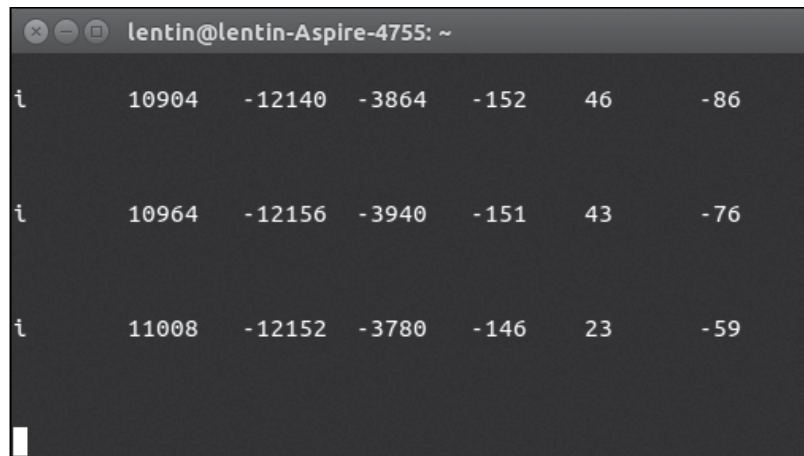 lentin@lentin-Aspire-4755: ~
i 10904 -12140 -3864 -152 46 -86
i 10964 -12156 -3940 -151 43 -76
i 11008 -12152 -3780 -146 23 -59